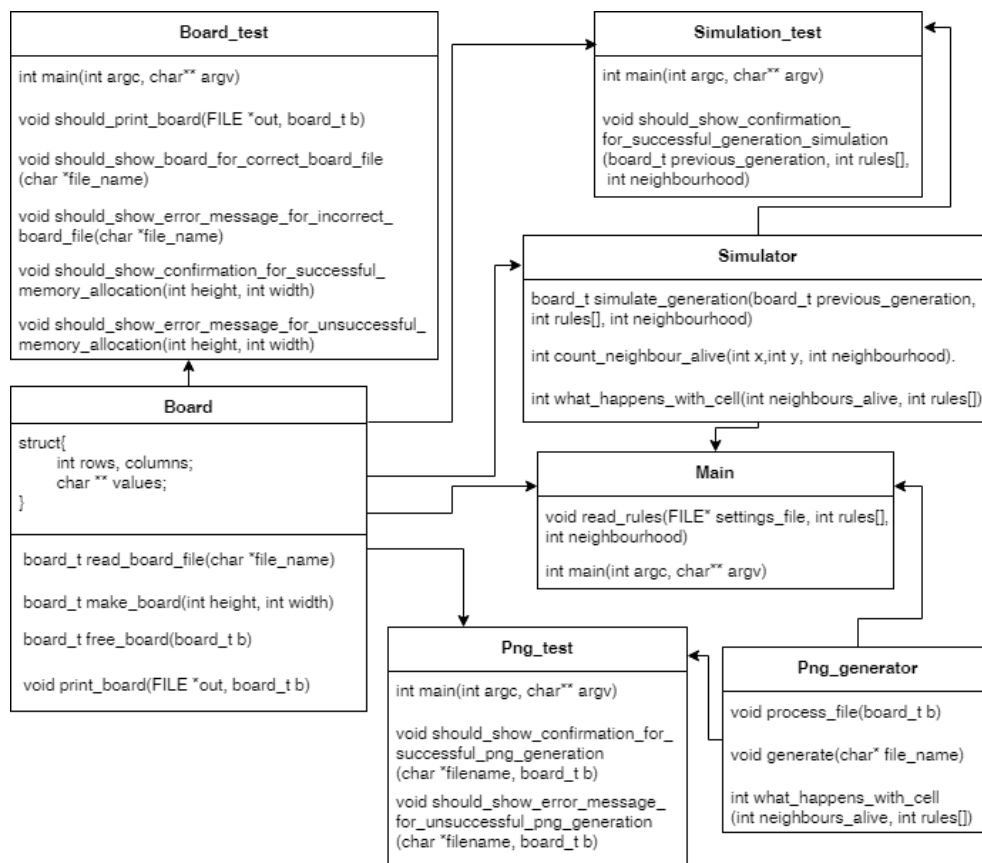 Board_test
int main(int argc, char** argv)
void should_print_board(FILE *out, board_t b)
void should_show_board_for_correct_board_file
(char *file_name)
void should_show_error_message_for_incorrect_
board_file(char *file_name)
void should_show_confirmation_for_successful_
memory_allocation(int height, int width)
void should_show_error_message_for_unsuccessful_
memory_allocation(int height, int width)
Simulation_test
int main(int argc, char** argv)
void should_show_confirmation_
for_successful_generation_simulation
(board_t previous_generation, int rules[],
int neighbourhood)
Simulator
board_t simulate_generation(board_t previous_generation,
int rules[], int neighbourhood)
int count_neighbour_alive(int x,int y, int neighbourhood).
int what_happens_with_cell(int neighbours_alive, int rules[])
Board
struct{
int rows, columns;
char ** values;
}
board_t read_board_file(char *file_name)
board_t make_board(int height, int width)
board_t free_board(board_t b)
void print_board(FILE *out, board_t b)
Main
void read_rules(FILE* settings_file, int rules[],
int neighbourhood)
int main(int argc, char** argv)
Png_test
int main(int argc, char** argv)
void should_show_confirmation_for_
successful_png_generation
(char *filename, board_t b)
void should_show_error_message_
for_unsuccessful_png_generation
(char *filename, board_t b)
Png_generator
void process_file(board_t b)
void generate(char* file_name)
int what_happens_with_cell
(int neighbours_alive, int rules[])